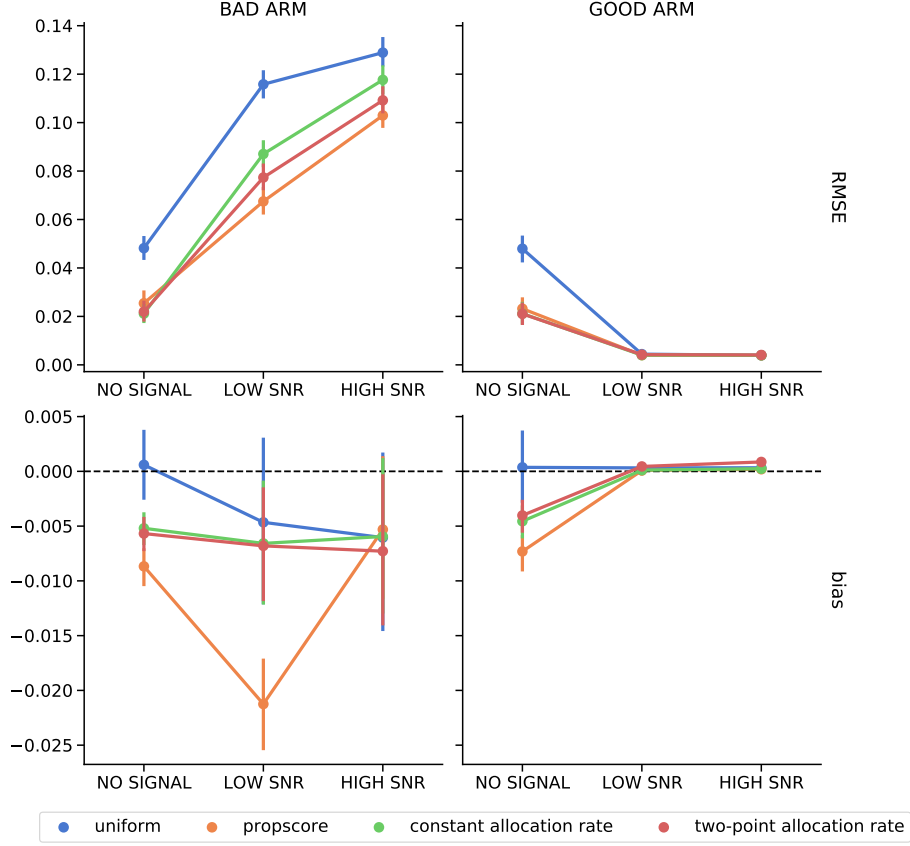 BAD ARM
GOOD ARM
0.14
0.12
0.10
0.08
0.06
0.04
0.02
0.00
RMSE
NO SIGNAL
LOW SNR
HIGH SNR
NO SIGNAL
LOW SNR
HIGH SNR
0.005
0.000
−0.005
−0.010
−0.015
−0.020
−0.025
bias
NO SIGNAL
LOW SNR
HIGH SNR
NO SIGNAL
LOW SNR
HIGH SNR
uniform
propscore
constant allocation rate
two-point allocation rate